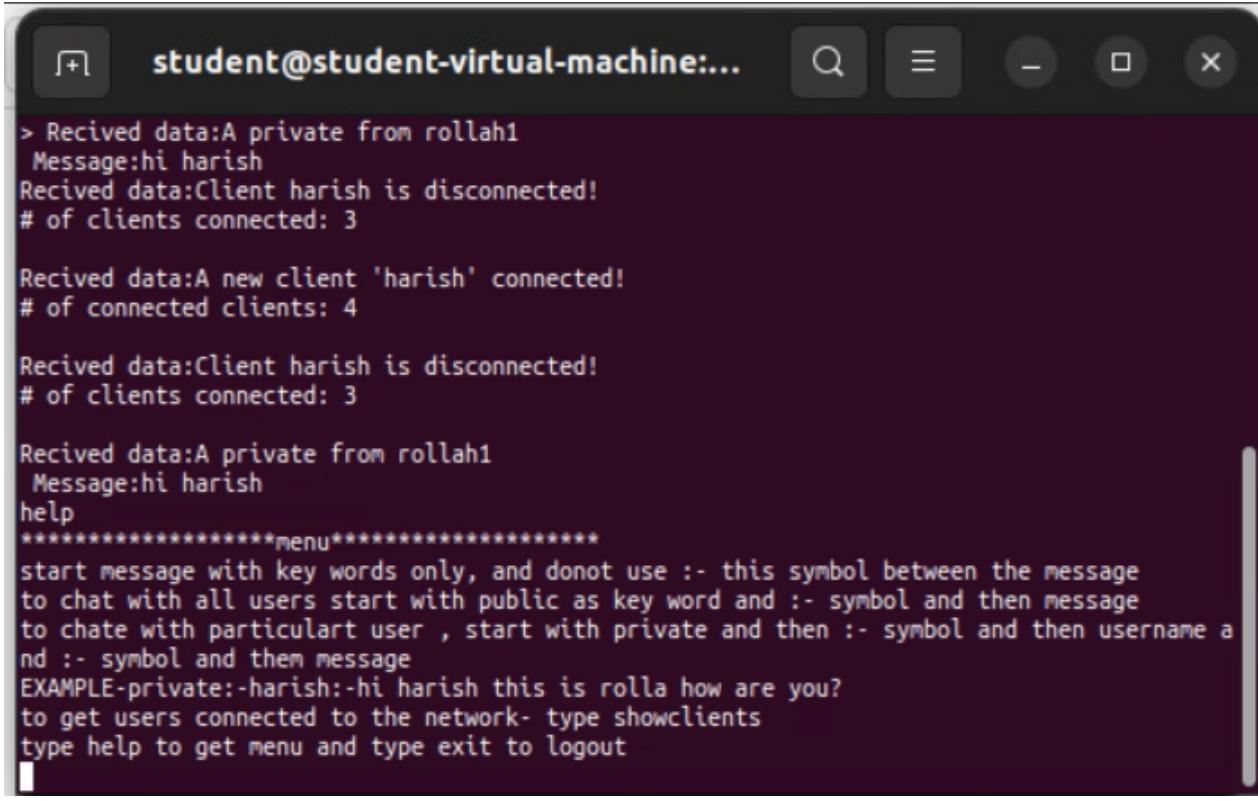 student@student-virtual-machine:...
> Recived data:A private from rollah1
Message:hi harish
Recived data:Client harish is disconnected!
# of clients connected: 3
Recived data:A new client 'harish' connected!
# of connected clients: 4
Recived data:Client harish is disconnected!
# of clients connected: 3
Recived data:A private from rollah1
Message:hi harish
help
*******************menu********************
start message with key words only, and donot use :- this symbol between the message
to chat with all users start with public as key word and :- symbol and then message
to chate with particulart user , start with private and then :- symbol and then username a
nd :- symbol and them message
EXAMPLE-private:-harish:-hi harish this is rolla how are you?
to get users connected to the network- type showclients
type help to get menu and type exit to logout